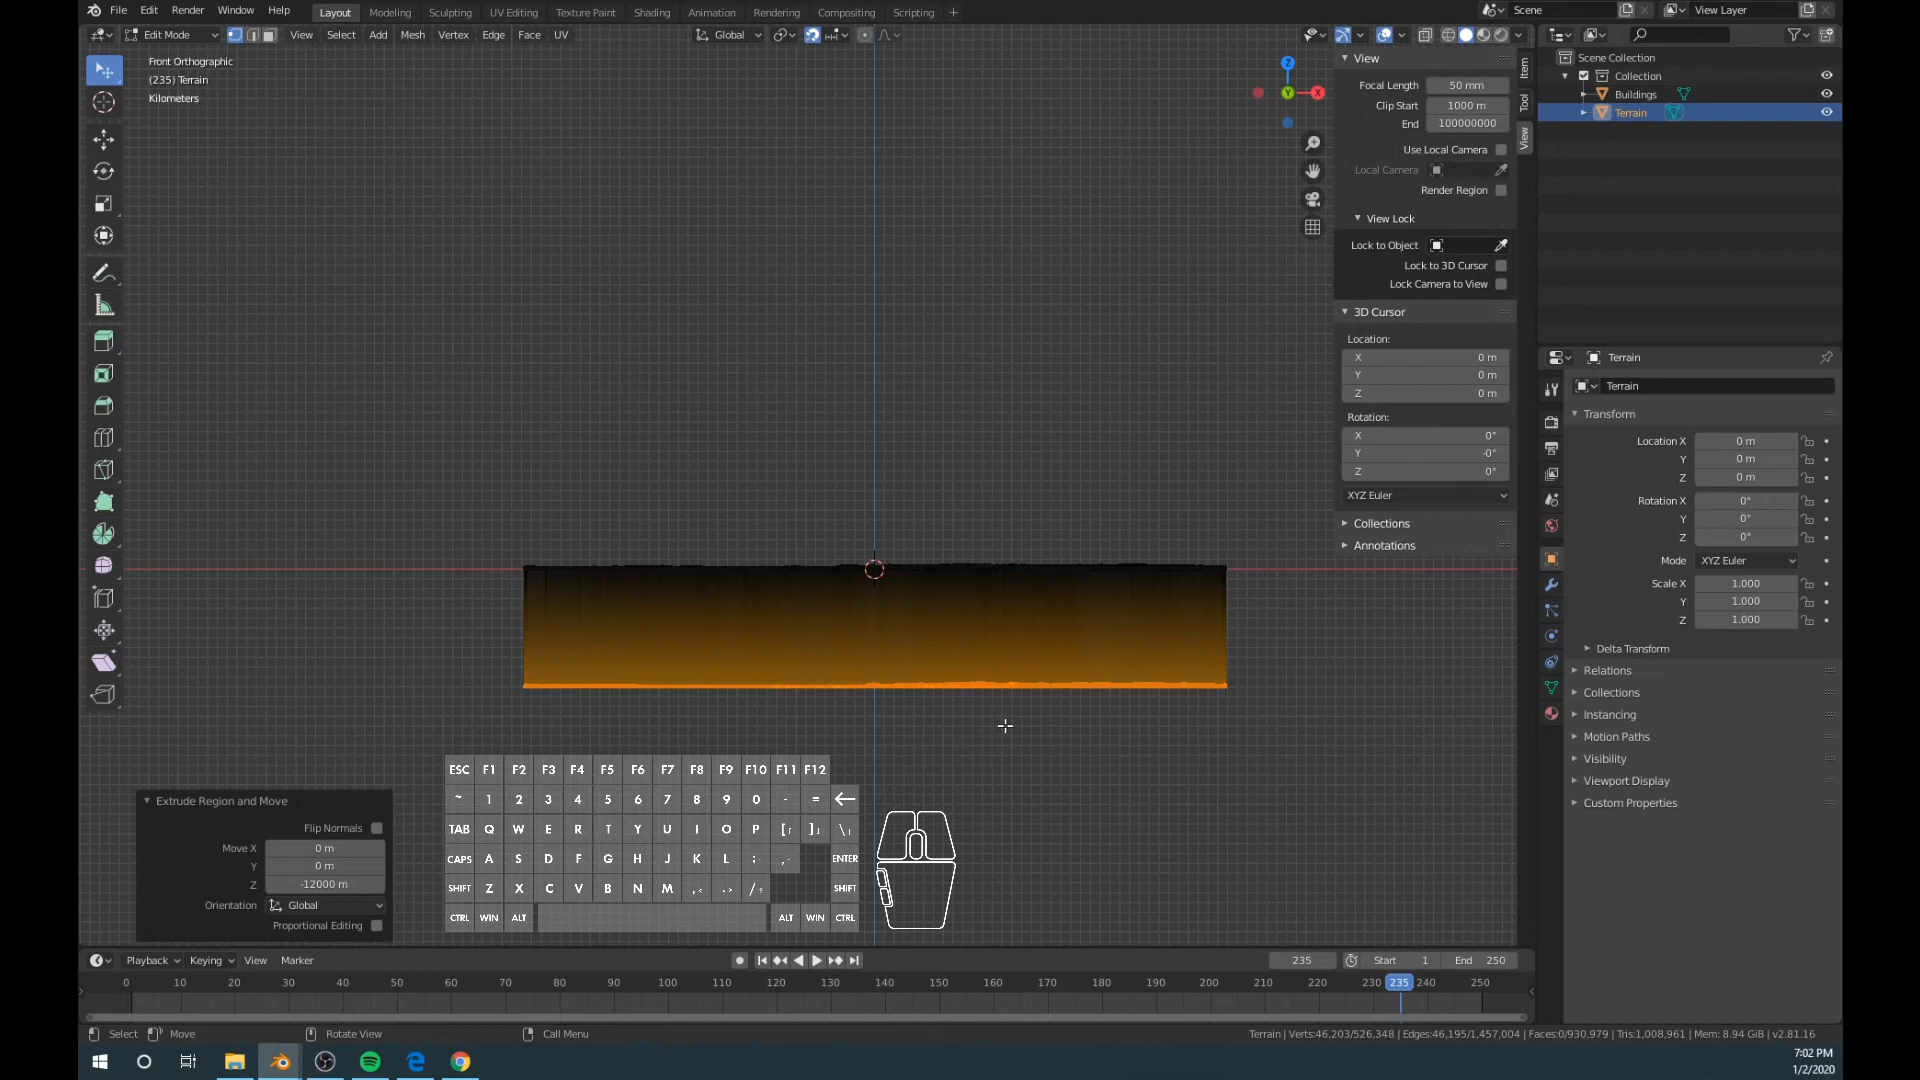 File Edit Render Window Help Layout Modeling Sculpting UV Editing Texture Paint Shading Animation Rendering Compositing Scripting + Scene View Layer
Edit Mode View Select Add Mesh Vertex Edge Face UV Global
Front Orthographic
(235) Terrain
Kilometers
Z
Y
X
View
Focal Length 50 mm
Clip Start 1000 m
End 100000000
Use Local Camera
Local Camera
Render Region
View Lock
Lock to Object
Lock to 3D Cursor
Lock Camera to View
3D Cursor
Location:
X 0 m
Y 0 m
Z 0 m
Rotation:
X 0°
Y -0°
Z 0°
XYZ Euler
Collections
Annotations
Item
Tool
View
Scene Collection
Collection
Buildings
Terrain
Terrain
Terrain
Transform
Location X 0 m
Y 0 m
Z 0 m
Rotation X 0°
Y 0°
Z 0°
Mode XYZ Euler
Scale X 1.000
Y 1.000
Z 1.000
Delta Transform
Relations
Collections
Instancing
Motion Paths
Visibility
Viewport Display
Custom Properties
Extrude Region and Move
Flip Normals
Move X 0 m
Y 0 m
Z -12000 m
Orientation Global
Proportional Editing
ESC F1 F2 F3 F4 F5 F6 F7 F8 F9 F10 F11 F12
~ 1 2 3 4 5 6 7 8 9 0 - = ←
TAB Q W E R T Y U I O P [ ] \
CAPS A S D F G H J K L ; , ENTER
SHIFT Z X C V B N M , . / SHIFT
CTRL WIN ALT ALT WIN CTRL
Playback Keying View Marker 235 Start 1 End 250
0 10 20 30 40 50 60 70 80 90 100 110 120 130 140 150 160 170 180 190 200 210 220 230 235 240 250
Select Move Rotate View Call Menu Terrain | Verts:46,203/526,348 | Edges:46,195/1,457,004 | Faces:0/930,979 | Tris:1,008,961 | Mem: 8.94 GiB | v2.81.16
7:02 PM
1/2/2020